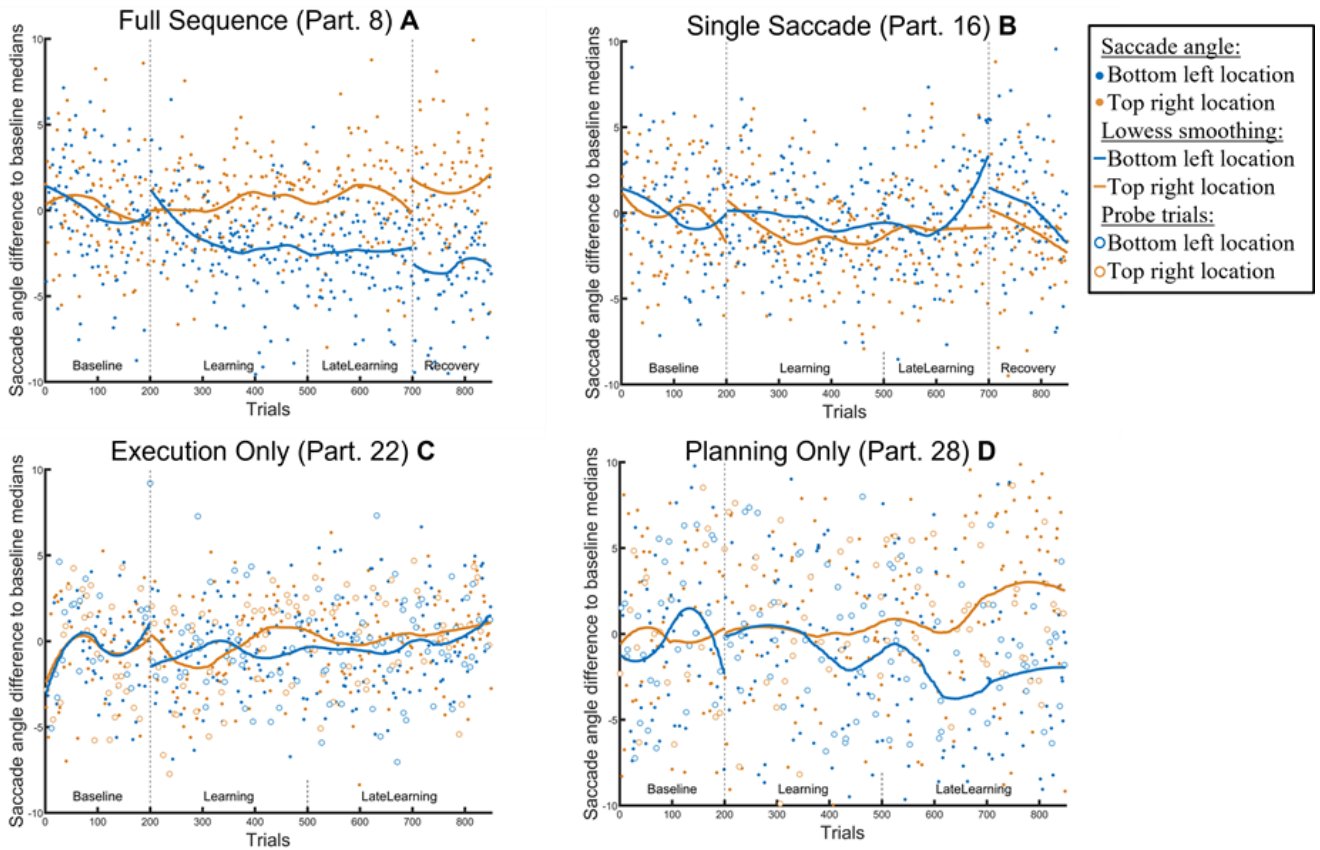 Full Sequence (Part. 8) A
Saccade angle difference to baseline medians
10
5
0
-5
-10
Baseline
Learning
LateLearning
Recovery
0 100 200 300 400 500 600 700 800
Trials
Single Saccade (Part. 16) B
Saccade angle difference to baseline medians
10
5
0
-5
-10
Baseline
Learning
LateLearning
Recovery
0 100 200 300 400 500 600 700 800
Trials
Saccade angle:
Bottom left location
Top right location
Lowess smoothing:
Bottom left location
Top right location
Probe trials:
Bottom left location
Top right location
Execution Only (Part. 22) C
Saccade angle difference to baseline medians
10
5
0
-5
-10
Baseline
Learning
LateLearning
0 100 200 300 400 500 600 700 800
Trials
Planning Only (Part. 28) D
Saccade angle difference to baseline medians
10
5
0
-5
-10
Baseline
Learning
LateLearning
0 100 200 300 400 500 600 700 800
Trials